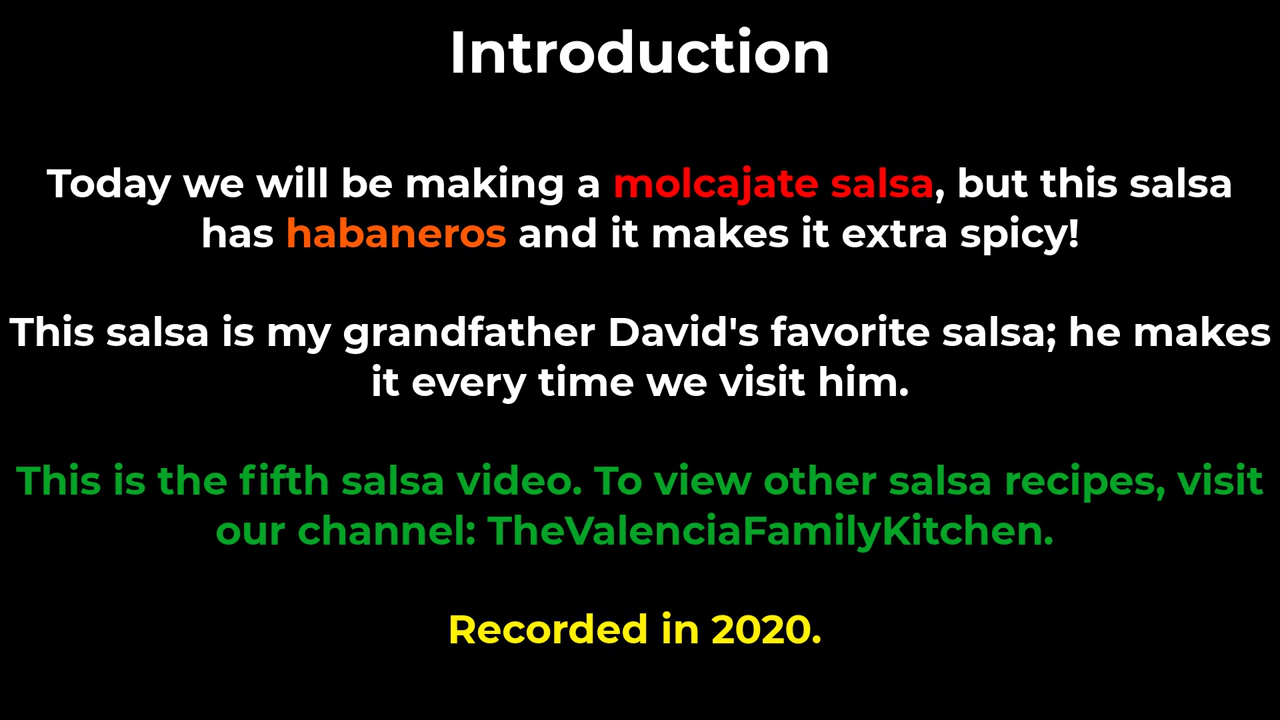 Introduction
Today we will be making a molcajate salsa, but this salsa
has habaneros and it makes it extra spicy!
This salsa is my grandfather David's favorite salsa; he makes
it every time we visit him.
This is the fifth salsa video. To view other salsa recipes, visit
our channel: TheValenciaFamilyKitchen.
Recorded in 2020.